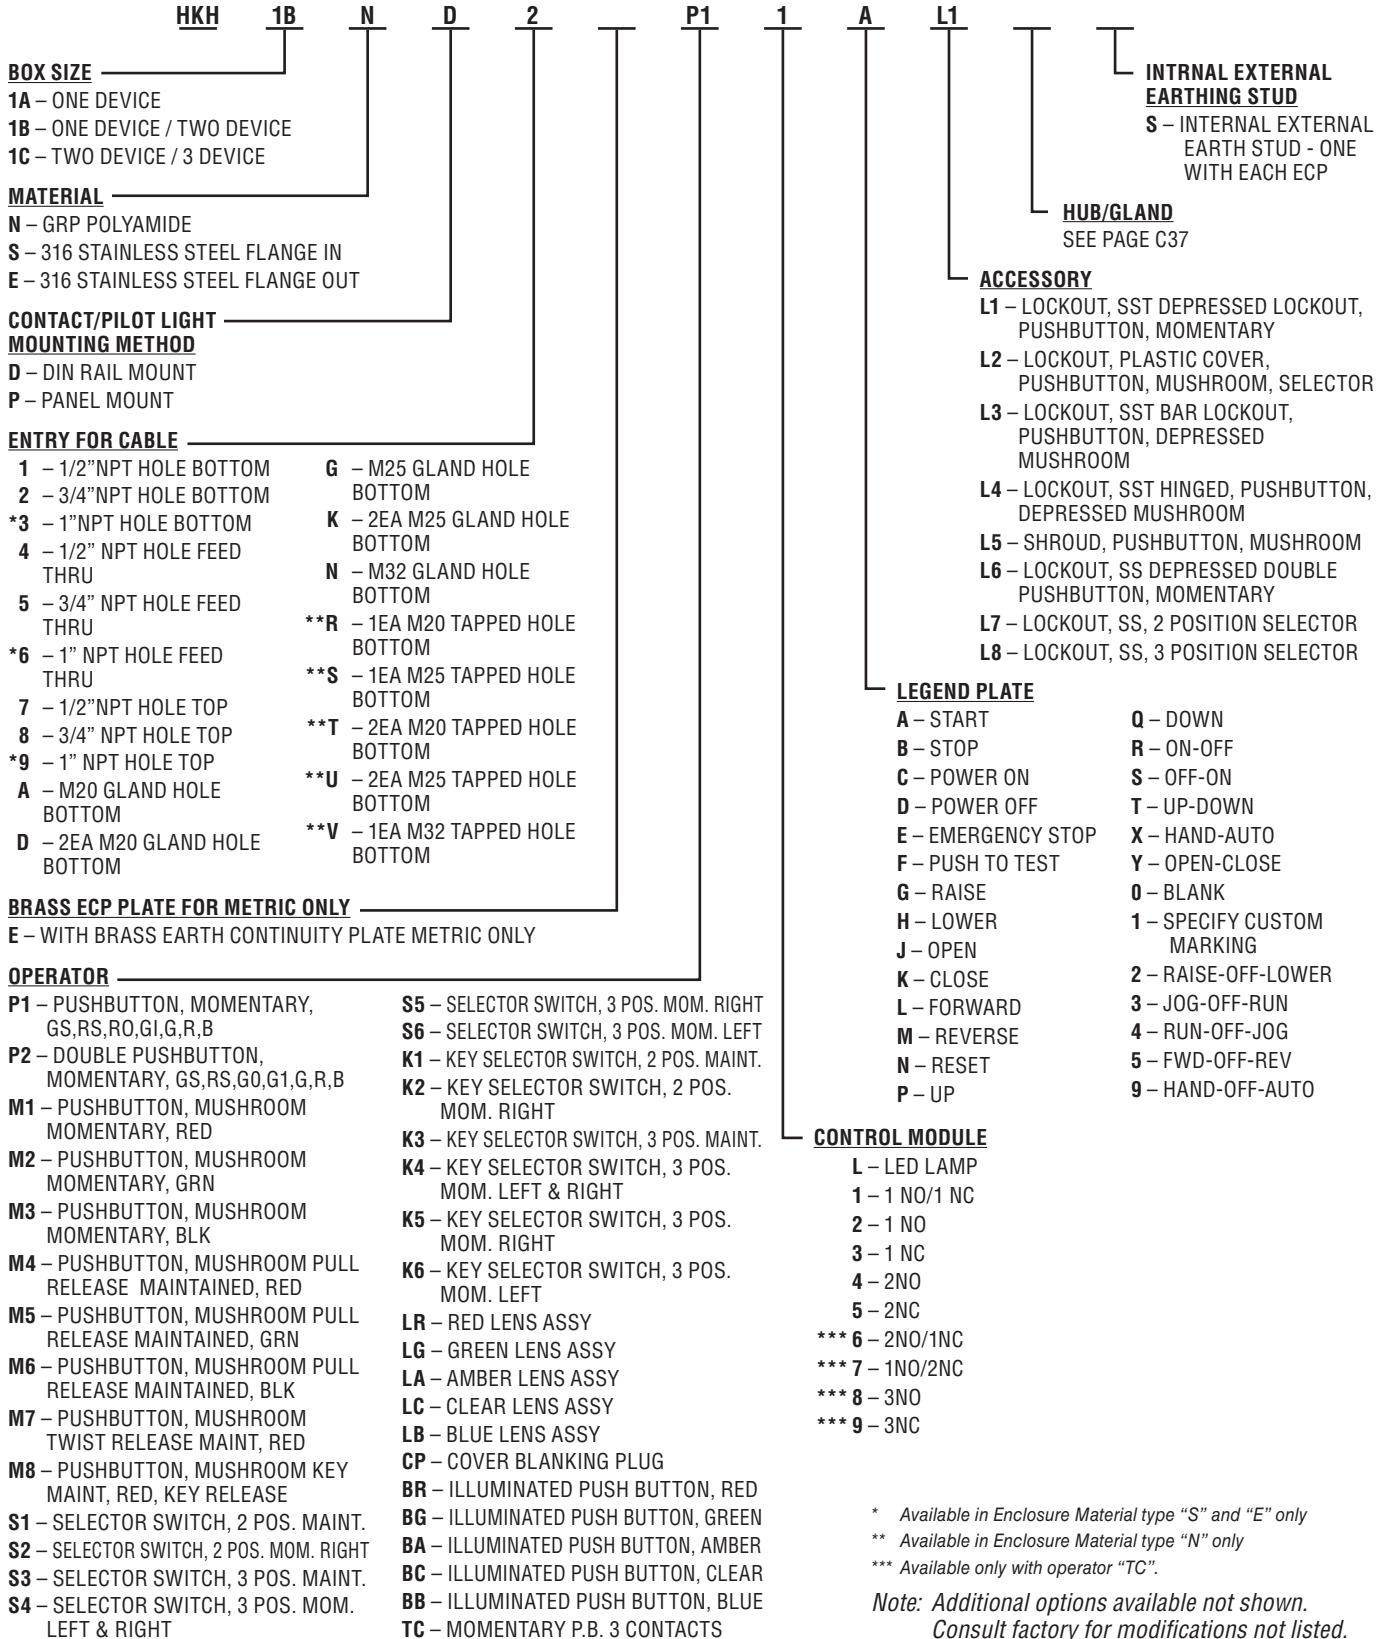 HKH 1B N D 2 P1 1 A L1
BOX SIZE
1A – ONE DEVICE
1B – ONE DEVICE / TWO DEVICE
1C – TWO DEVICE / 3 DEVICE
MATERIAL
N – GRP POLYAMIDE
S – 316 STAINLESS STEEL FLANGE IN
E – 316 STAINLESS STEEL FLANGE OUT
CONTACT/PILOT LIGHT
MOUNTING METHOD
D – DIN RAIL MOUNT
P – PANEL MOUNT
ENTRY FOR CABLE
1 – 1/2”NPT HOLE BOTTOM
2 – 3/4”NPT HOLE BOTTOM
*3 – 1”NPT HOLE BOTTOM
4 – 1/2” NPT HOLE FEED
THRU
5 – 3/4” NPT HOLE FEED
THRU
*6 – 1” NPT HOLE FEED
THRU
7 – 1/2”NPT HOLE TOP
8 – 3/4” NPT HOLE TOP
*9 – 1” NPT HOLE TOP
A – M20 GLAND HOLE
BOTTOM
D – 2EA M20 GLAND HOLE
BOTTOM
G – M25 GLAND HOLE
BOTTOM
K – 2EA M25 GLAND HOLE
BOTTOM
N – M32 GLAND HOLE
BOTTOM
**R – 1EA M20 TAPPED HOLE
BOTTOM
**S – 1EA M25 TAPPED HOLE
BOTTOM
**T – 2EA M20 TAPPED HOLE
BOTTOM
**U – 2EA M25 TAPPED HOLE
BOTTOM
**V – 1EA M32 TAPPED HOLE
BOTTOM
BRASS ECP PLATE FOR METRIC ONLY
E – WITH BRASS EARTH CONTINUITY PLATE METRIC ONLY
OPERATOR
P1 – PUSHBUTTON, MOMENTARY,
GS,RS,RO,GI,G,R,B
P2 – DOUBLE PUSHBUTTON,
MOMENTARY, GS,RS,G0,G1,G,R,B
M1 – PUSHBUTTON, MUSHROOM
MOMENTARY, RED
M2 – PUSHBUTTON, MUSHROOM
MOMENTARY, GRN
M3 – PUSHBUTTON, MUSHROOM
MOMENTARY, BLK
M4 – PUSHBUTTON, MUSHROOM PULL
RELEASE MAINTAINED, RED
M5 – PUSHBUTTON, MUSHROOM PULL
RELEASE MAINTAINED, GRN
M6 – PUSHBUTTON, MUSHROOM PULL
RELEASE MAINTAINED, BLK
M7 – PUSHBUTTON, MUSHROOM
TWIST RELEASE MAINT, RED
M8 – PUSHBUTTON, MUSHROOM KEY
MAINT, RED, KEY RELEASE
S1 – SELECTOR SWITCH, 2 POS. MAINT.
S2 – SELECTOR SWITCH, 2 POS. MOM. RIGHT
S3 – SELECTOR SWITCH, 3 POS. MAINT.
S4 – SELECTOR SWITCH, 3 POS. MOM.
LEFT & RIGHT
S5 – SELECTOR SWITCH, 3 POS. MOM. RIGHT
S6 – SELECTOR SWITCH, 3 POS. MOM. LEFT
K1 – KEY SELECTOR SWITCH, 2 POS. MAINT.
K2 – KEY SELECTOR SWITCH, 2 POS.
MOM. RIGHT
K3 – KEY SELECTOR SWITCH, 3 POS. MAINT.
K4 – KEY SELECTOR SWITCH, 3 POS.
MOM. LEFT & RIGHT
K5 – KEY SELECTOR SWITCH, 3 POS.
MOM. RIGHT
K6 – KEY SELECTOR SWITCH, 3 POS.
MOM. LEFT
LR – RED LENS ASSY
LG – GREEN LENS ASSY
LA – AMBER LENS ASSY
LC – CLEAR LENS ASSY
LB – BLUE LENS ASSY
CP – COVER BLANKING PLUG
BR – ILLUMINATED PUSH BUTTON, RED
BG – ILLUMINATED PUSH BUTTON, GREEN
BA – ILLUMINATED PUSH BUTTON, AMBER
BC – ILLUMINATED PUSH BUTTON, CLEAR
BB – ILLUMINATED PUSH BUTTON, BLUE
TC – MOMENTARY P.B. 3 CONTACTS
INTRNAL EXTERNAL
EARTHING STUD
S – INTERNAL EXTERNAL
EARTH STUD - ONE
WITH EACH ECP
HUB/GLAND
SEE PAGE C37
ACCESSORY
L1 – LOCKOUT, SST DEPRESSED LOCKOUT,
PUSHBUTTON, MOMENTARY
L2 – LOCKOUT, PLASTIC COVER,
PUSHBUTTON, MUSHROOM, SELECTOR
L3 – LOCKOUT, SST BAR LOCKOUT,
PUSHBUTTON, DEPRESSED
MUSHROOM
L4 – LOCKOUT, SST HINGED, PUSHBUTTON,
DEPRESSED MUSHROOM
L5 – SHROUD, PUSHBUTTON, MUSHROOM
L6 – LOCKOUT, SS DEPRESSED DOUBLE
PUSHBUTTON, MOMENTARY
L7 – LOCKOUT, SS, 2 POSITION SELECTOR
L8 – LOCKOUT, SS, 3 POSITION SELECTOR
LEGEND PLATE
A – START
B – STOP
C – POWER ON
D – POWER OFF
E – EMERGENCY STOP
F – PUSH TO TEST
G – RAISE
H – LOWER
J – OPEN
K – CLOSE
L – FORWARD
M – REVERSE
N – RESET
P – UP
Q – DOWN
R – ON-OFF
S – OFF-ON
T – UP-DOWN
X – HAND-AUTO
Y – OPEN-CLOSE
0 – BLANK
1 – SPECIFY CUSTOM
MARKING
2 – RAISE-OFF-LOWER
3 – JOG-OFF-RUN
4 – RUN-OFF-JOG
5 – FWD-OFF-REV
9 – HAND-OFF-AUTO
CONTROL MODULE
L – LED LAMP
1 – 1 NO/1 NC
2 – 1 NO
3 – 1 NC
4 – 2NO
5 – 2NC
*** 6 – 2NO/1NC
*** 7 – 1NO/2NC
*** 8 – 3NO
*** 9 – 3NC
* Available in Enclosure Material type “S” and “E” only
** Available in Enclosure Material type “N” only
*** Available only with operator “TC”.
Note: Additional options available not shown.
Consult factory for modifications not listed.